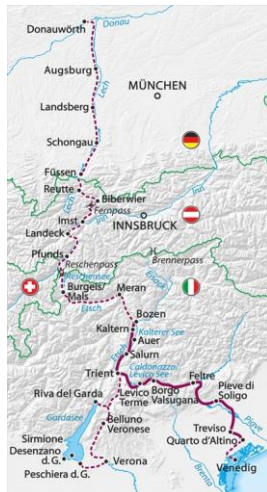 Donauwörth
Donau
Augsburg
Lech
MÜNCHEN
Landsberg
Schongau
Füssen
Reutte
Biberwier
Fernpass
Inn
Lech
Imst
INNSBRUCK
Landeck
Inn
Pfunds
Reschenpass
Brennerpass
Reschensee
Burgeis/
Mals
Meran
Etsch
Eisack
Bozen
Kaltern
Kalterer See
Auer
Salurn
Etsch
Caldonazzo/
Levico See
Trient
Feltre
Levico
Terme
Borgo
Valsugana
Pieve di
Soligo
Riva del Garda
Gardasee
Belluno
Veronese
Treviso
Quarto d'Altino
Sirmione
Desenzano
d. G.
Peschiera d. G.
Verona
Brenta
Piave
Venedig